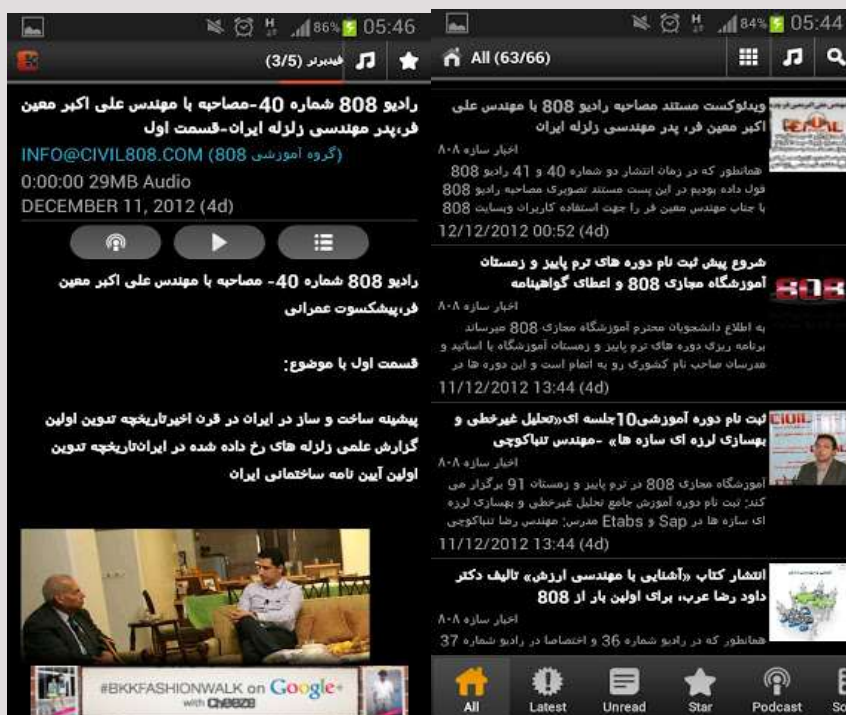 86% 05:46
فیدبرنر (3/5)
رادیو 808 شماره 40-مصاحبه با مهندس علی اکبر معین
فر،پدر مهندسی زلزله ایران-قسمت اول
INFO@CIVIL808.COM (گروه آموزشی 808)
0:00:00 29MB Audio
DECEMBER 11, 2012 (4d)
رادیو 808 شماره 40- مصاحبه با مهندس علی اکبر معین
فر،پیشکسوت عمرانی
قسمت اول با موضوع:
پیشینه ساخت و ساز در ایران در قرن اخیرتاریخچه تدوین اولین
گزارش علمی زلزله های رخ داده شده در ایرانتاریخچه تدوین
اولین آیین نامه ساختمانی ایران
#BKKFASHIONWALK on Google+
with CHEEZE
84% 05:44
All (63/66)
ویدئوکست مستند مصاحبه رادیو 808 با مهندس علی
اکبر معین فر، پدر مهندسی زلزله ایران
اخبار سازه ۸۰۸
همانطور که در زمان انتشار دو شماره 40 و 41 رادیو 808
قول داده بودیم در این پست مستند تصویری مصاحبه رادیو 808
با جناب مهندس معین فر را جهت استفاده کاربران وبسایت 808
12/12/2012 00:52 (4d)
شروع پیش ثبت نام دوره های ترم پاییز و زمستان
آموزشگاه مجازی 808 و اعطای گواهینامه
808
اخبار سازه ۸۰۸
به اطلاع دانشجویان محترم آموزشگاه مجازی 808 میرساند
برنامه ریزی دوره های ترم پاییز و زمستان آموزشگاه با اساتید و
مدرسان صاحب نام کشوری رو به اتمام است و این دوره ها در
11/12/2012 13:44 (4d)
ثبت نام دوره آموزشی10جلسه ای«تحلیل غیرخطی و
بهسازی لرزه ای سازه ها» -مهندس تنباکوچی
CIVIL
اخبار سازه ۸۰۸
آموزشگاه مجازی 808 در ترم پاییز و زمستان 91 برگزار می
کند: ثبت نام دوره آموزش جامع تحلیل غیرخطی و بهسازی لرزه
ای سازه ها در Sap و Etabs مدرس: مهندس رضا تنباکوچی
11/12/2012 13:44 (4d)
انتشار کتاب «آشنایی با مهندسی ارزش» تالیف دکتر
داود رضا عرب، برای اولین بار از 808
اخبار سازه ۸۰۸
همانطور که در رادیو شماره 36 و اختصاصا در رادیو شماره 37
All Latest Unread Star Podcast So